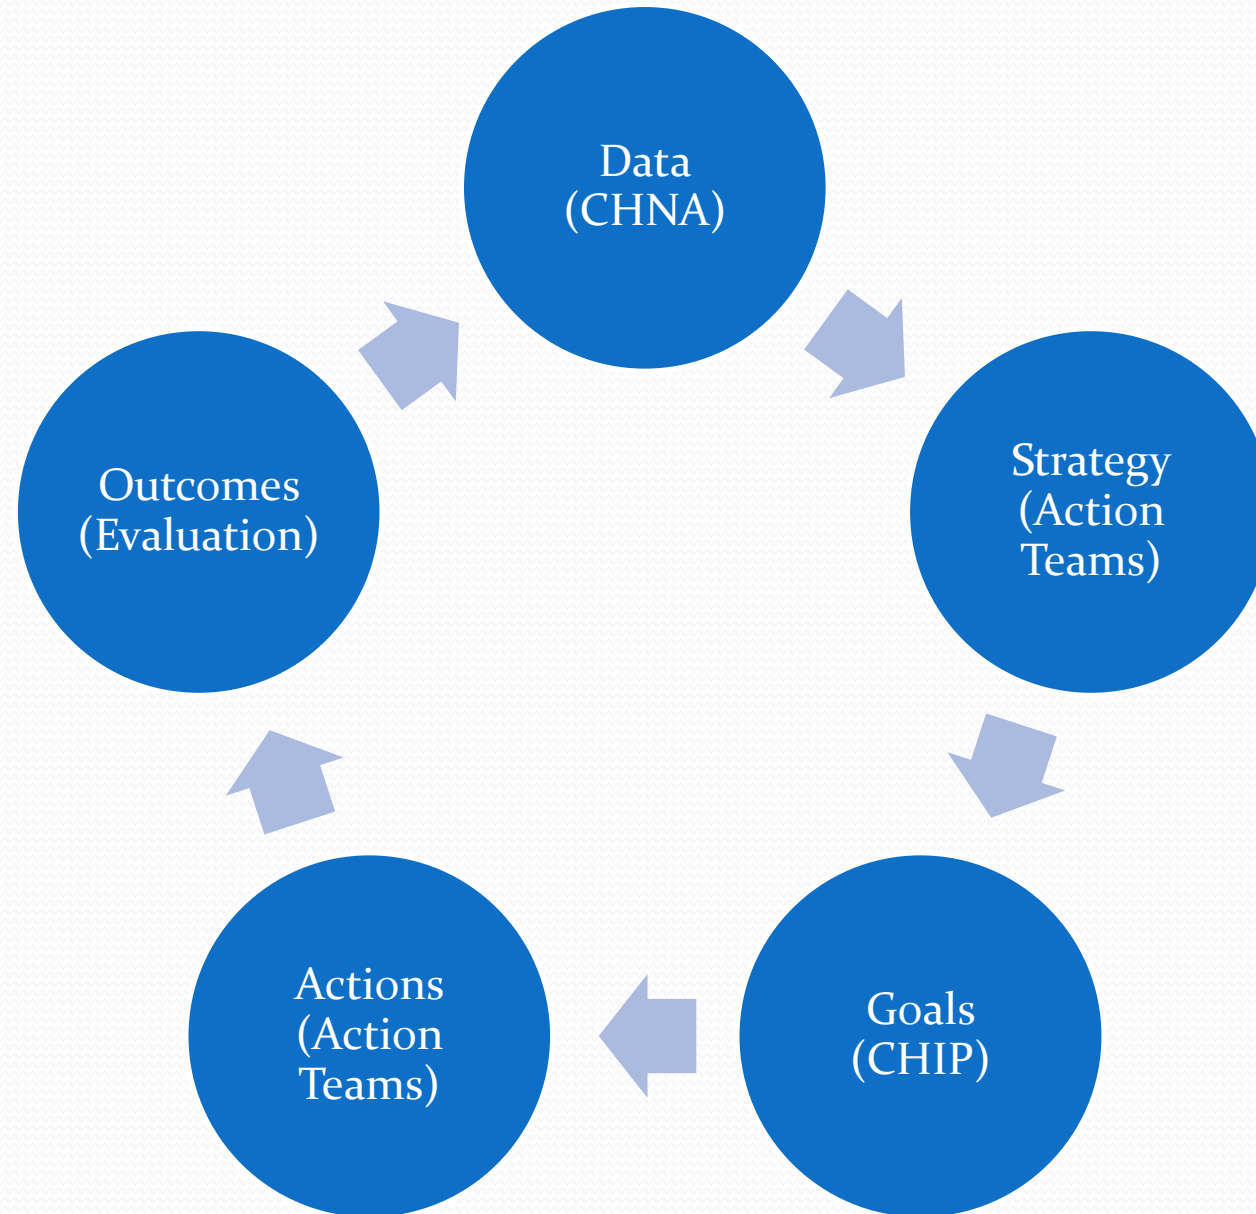 Data
(CHNA)
Strategy
(Action
Teams)
Goals
(CHIP)
Actions
(Action
Teams)
Outcomes
(Evaluation)